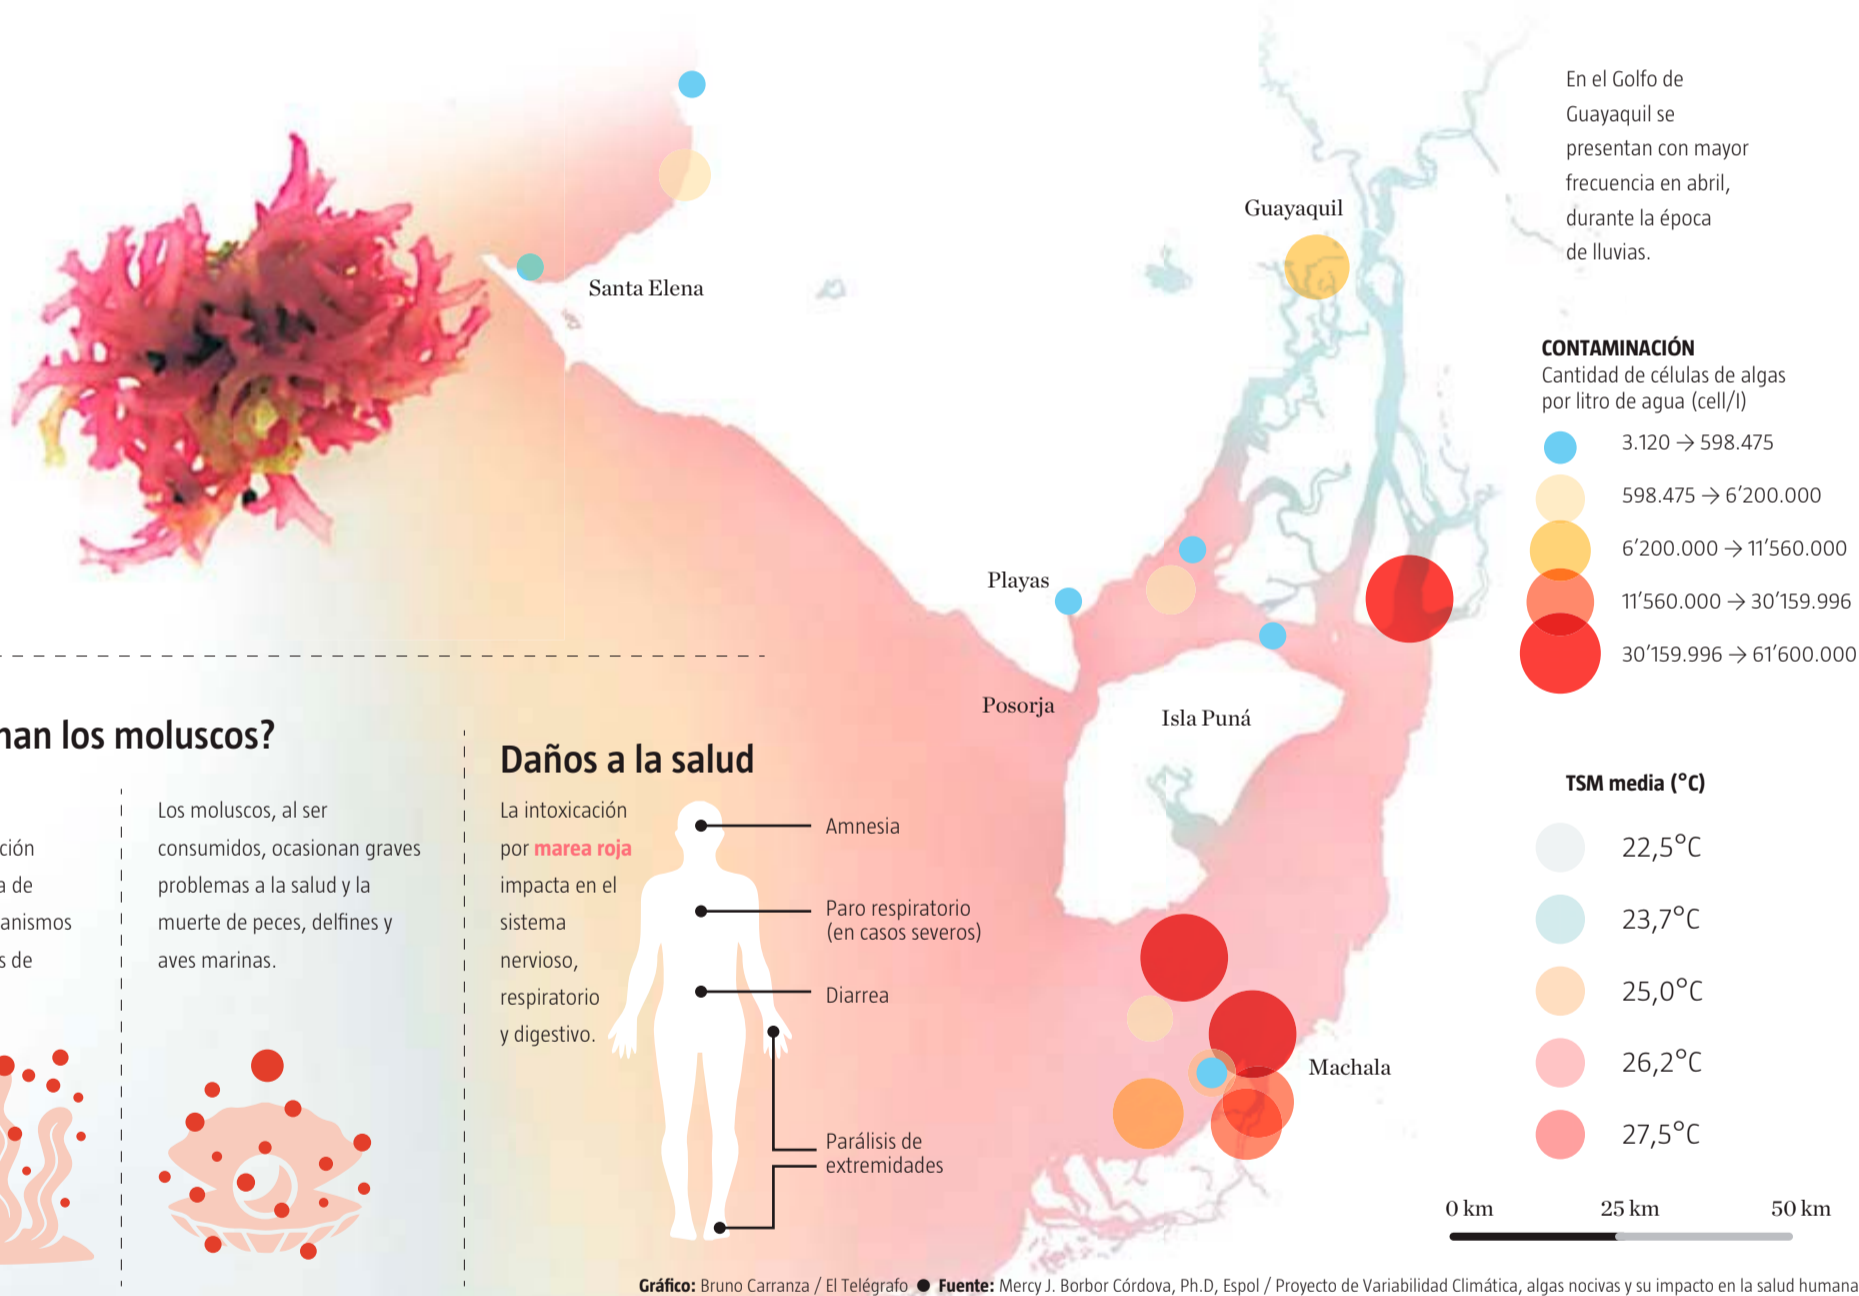 En el Golfo de
Guayaquil se
presentan con mayor
frecuencia en abril,
durante la época
de lluvias.
Guayaquil
Santa Elena
Playas
Posorja
Isla Puná
Machala
CONTAMINACIÓN
Cantidad de células de algas
por litro de agua (cell/l)
3.120 → 598.475
598.475 → 6’200.000
6’200.000 → 11’560.000
11’560.000 → 30’159.996
30’159.996 → 61’600.000
TSM media (°C)
22,5°C
23,7°C
25,0°C
26,2°C
27,5°C
0 km 25 km 50 km
los moluscos?
de
de
Los moluscos, al ser
consumidos, ocasionan graves
problemas a la salud y la
muerte de peces, delfines y
aves marinas.
Daños a la salud
La intoxicación
por marea roja
impacta en el
sistema
nervioso,
respiratorio
y digestivo.
Amnesia
Paro respiratorio
(en casos severos)
Diarrea
Parálisis de
extremidades
Gráfico: Bruno Carranza / El Telégrafo ● Fuente: Mercy J. Borbor Córdova, Ph.D, Espol / Proyecto de Variabilidad Climática, algas nocivas y su impacto en la salud humana